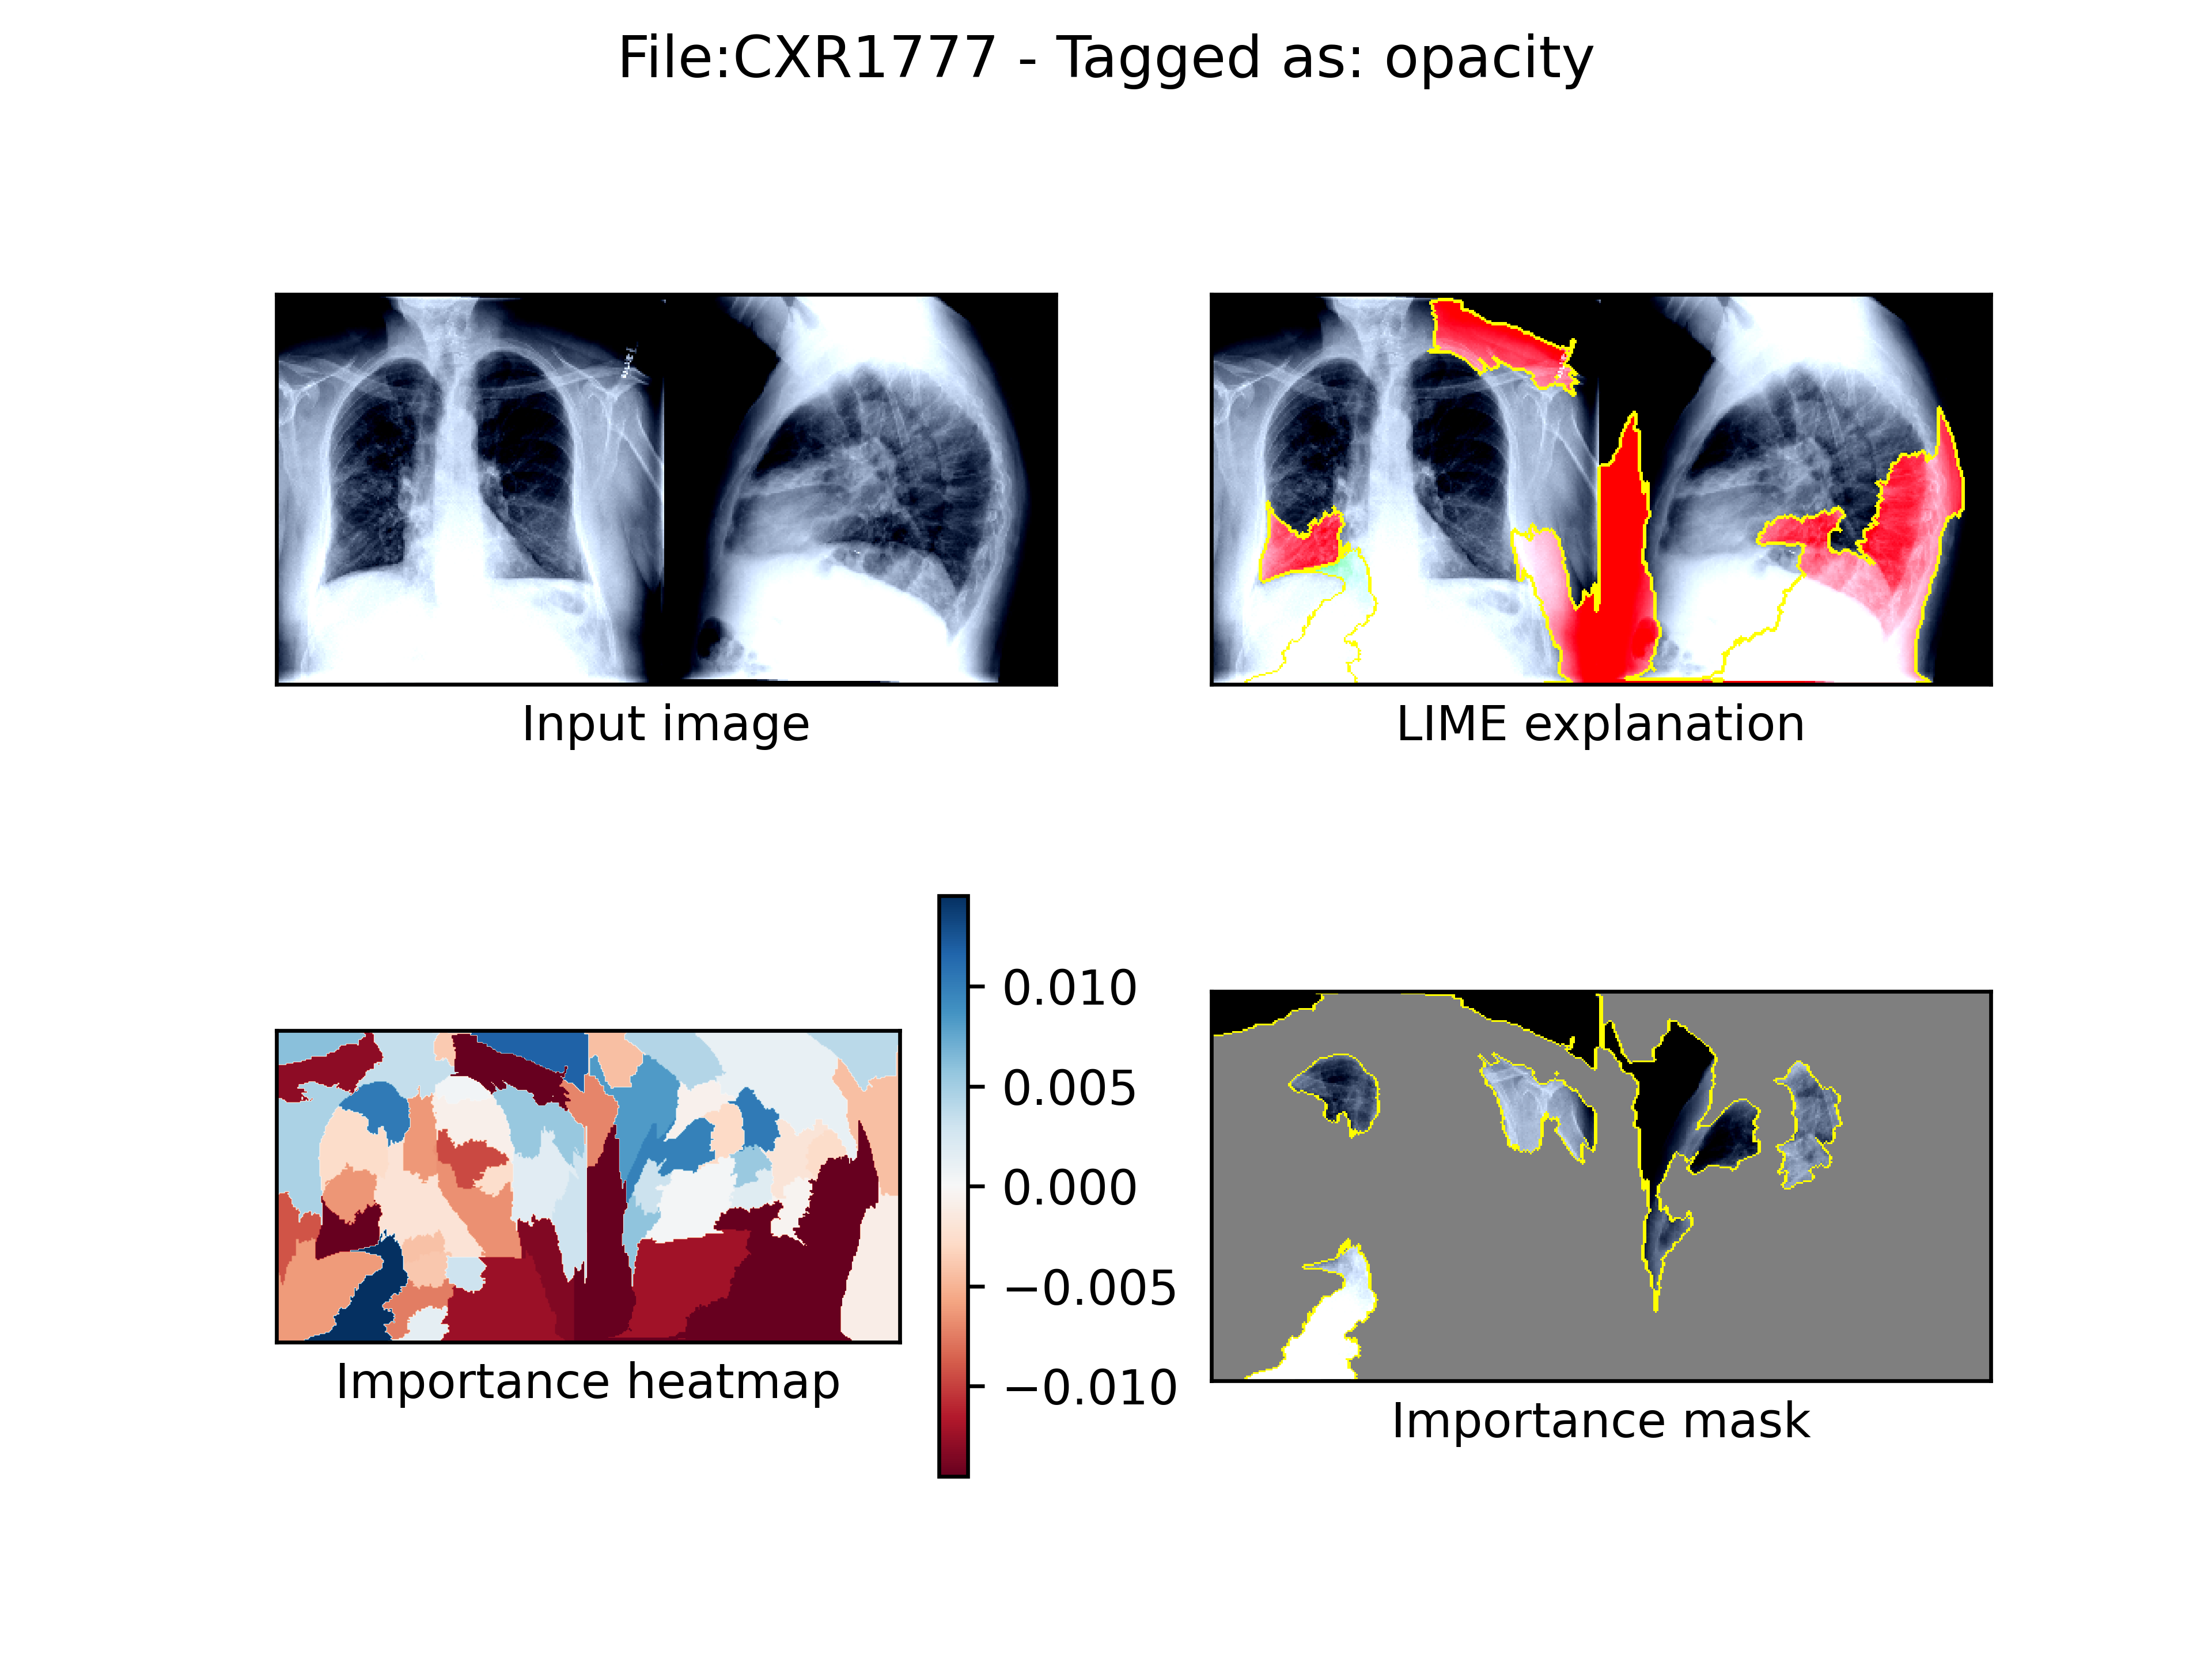 File:CXR1777 - Tagged as: opacity
Input image
LIME explanation
0.010
0.005
0.000
−0.005
−0.010
Importance heatmap
Importance mask